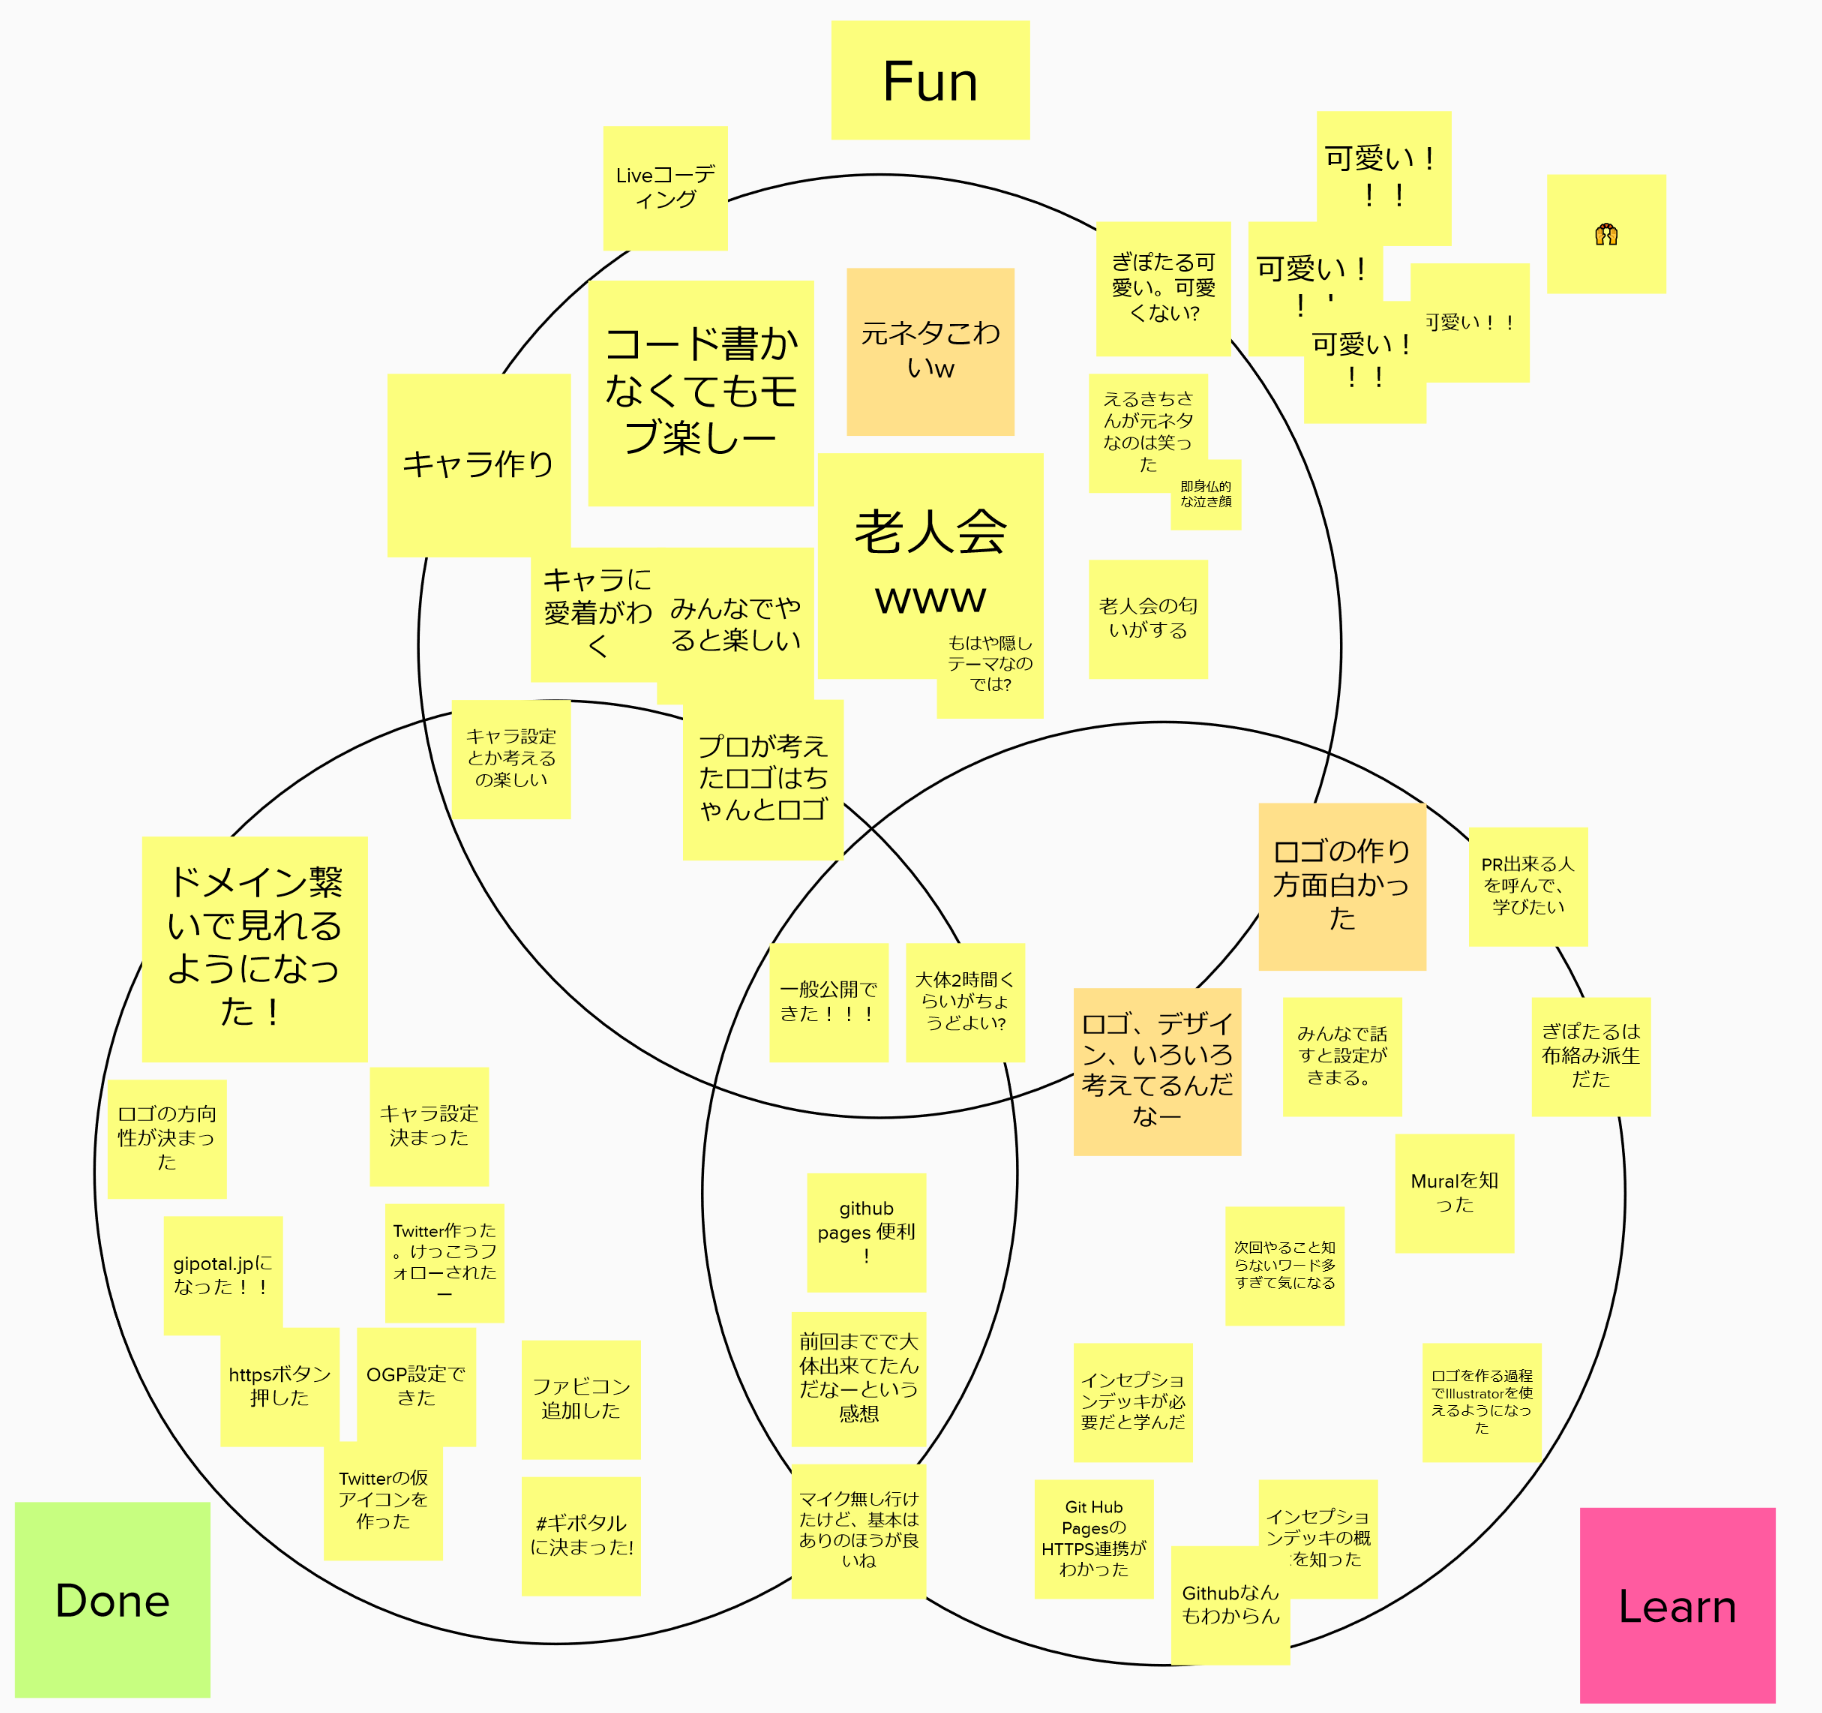 Fun
Liveコーデ
ィング
可愛い！
！！
可愛い！
！
可愛い！！
可愛い！
！！
ぎぽたる可
愛い。可愛
くない?
元ネタこわ
いw
コード書か
なくてもモ
ブ楽しー
キャラ作り
えるきちさ
んが元ネタ
なのは笑っ
た
即身仏的
な泣き顔
老人会
www
もはや隠し
テーマなの
では?
老人会の匂
いがする
キャラに
愛着がわ
く
みんなでや
ると楽しい
キャラ設定
とか考える
の楽しい
プロが考え
たロゴはち
ゃんとロゴ
ドメイン繋
いで見れる
ようになっ
た！
ロゴの作り
方面白かっ
た
PR出来る人
を呼んで、
学びたい
一般公開で
きた！！！
大体2時間く
らいがちょ
うどよい?
ロゴ、デザイ
ン、いろいろ
考えてるんだ
なー
みんなで話
すと設定が
きまる。
ぎぽたるは
布絡み派生
だた
ロゴの方向
性が決まっ
た
キャラ設定
決まった
Muralを知
った
github
pages 便利
！
gipotal.jpに
なった！！
Twitter作った
。けっこうフ
ォローされた
ー
次回やること知
らないワード多
すぎて気になる
httpsボタン
押した
OGP設定で
きた
ファビコン
追加した
前回までで大
体出来てたん
だなーという
感想
インセプショ
ンデッキが必
要だと学んだ
ロゴを作る過程
でIllustratorを使
えるようになっ
た
Twitterの仮
アイコンを
作った
#ギポタル
に決まった!
マイク無し行け
たけど、基本は
ありのほうが良
いね
Git Hub
Pagesの
HTTPS連携が
わかった
インセプショ
ンデッキの概
を知った
Githubなん
もわからん
Done
Learn